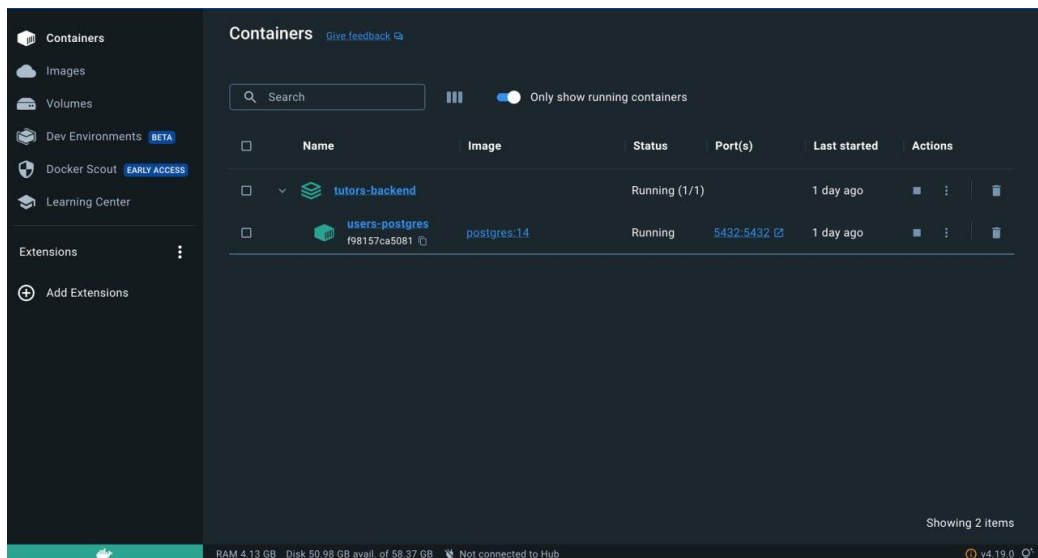 Containers
Images
Volumes
Dev Environments BETA
Docker Scout EARLY ACCESS
Learning Center
Extensions
Add Extensions
Containers Give feedback
Search
Only show running containers
Name Image Status Port(s) Last started Actions
tutors-backend Running (1/1) 1 day ago
users-postgres
f98157ca5081 postgres:14 Running 5432:5432 1 day ago
Showing 2 items
RAM 4.13 GB Disk 50.98 GB avail. of 58.37 GB Not connected to Hub v4.19.0